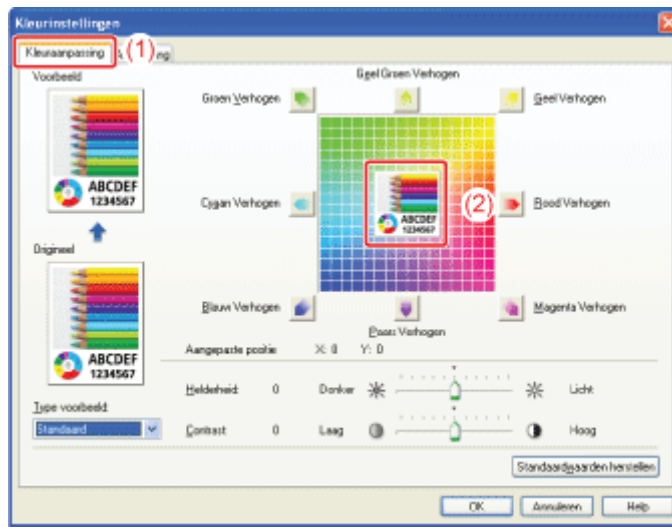 Kleurinstellingen
Kleuraanpassing (1) ng
Voorbeeld
Geel Groen Verhogen
Groen Verhogen
Geel Verhogen
ABCDEF
1234567
Cyaan Verhogen
ABCDEF
1234567
(2)
Rood Verhogen
Origineel
Blauw Verhogen
Magenta Verhogen
Paars Verhogen
ABCDEF
1234567
Aangepaste positie X: 0 Y: 0
Helderheid: 0 Donker Licht
Type voorbeeld:
Standaard
Contrast: 0 Laag Hoog
Standaardwaarden herstellen
OK Annuleren Help